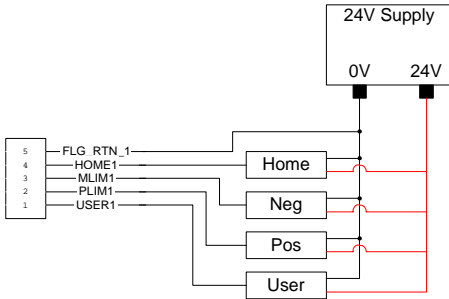 24V Supply
0V 24V
5 FLG_RTN_1
4 HOME1
3 MLIM1
2 PLIM1
1 USER1
Home
Neg
Pos
User